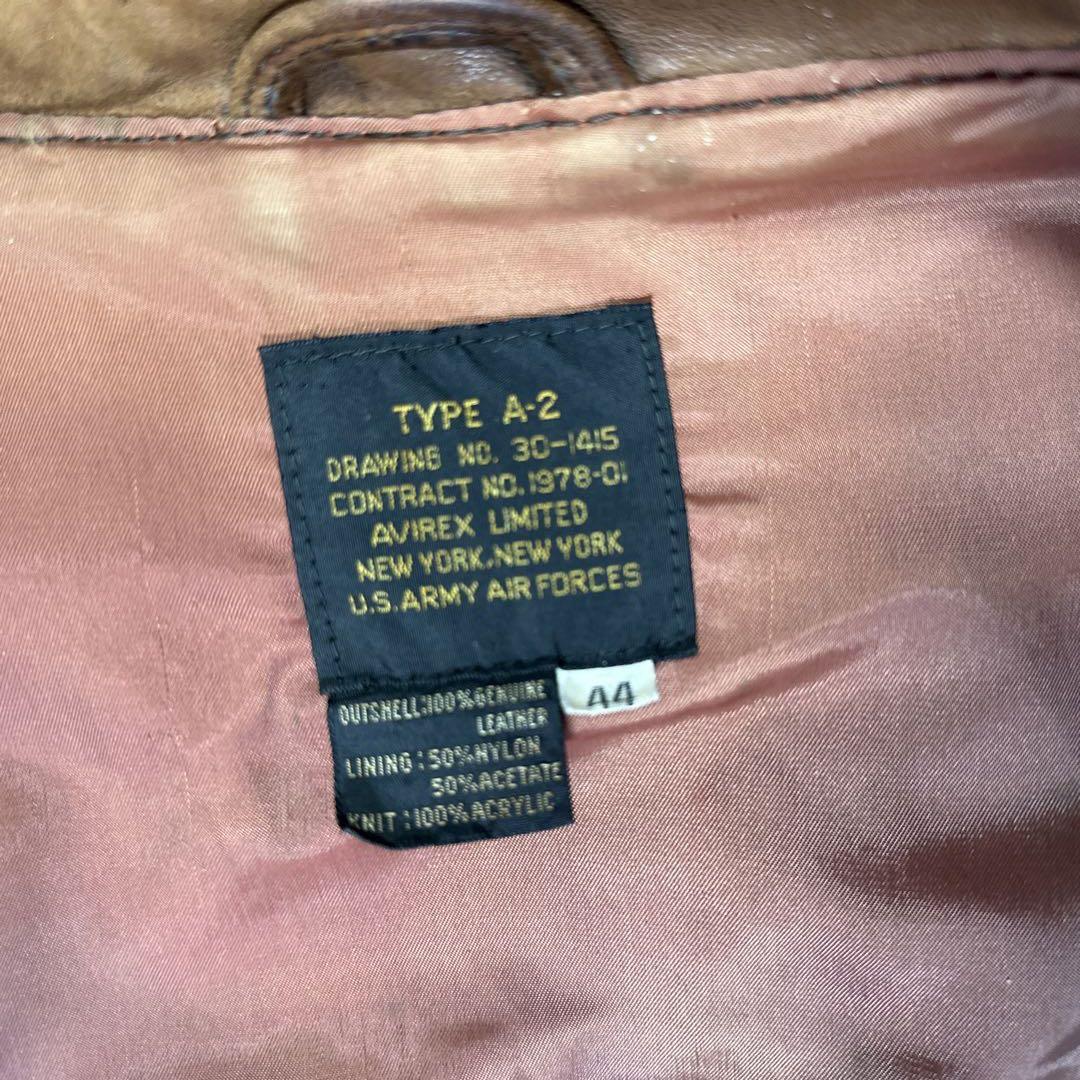 TYPE A-2
DRAWING NO. 30-1415
CONTRACT NO.1978-01
AVIREX LIMITED
NEW YORK.NEW YORK
U.S.ARMY AIR FORCES
44
OUTSHELL:100%GENUINE
LEATHER
LINING:50%NYLON
50%ACETATE
KNIT:100%ACRYLIC